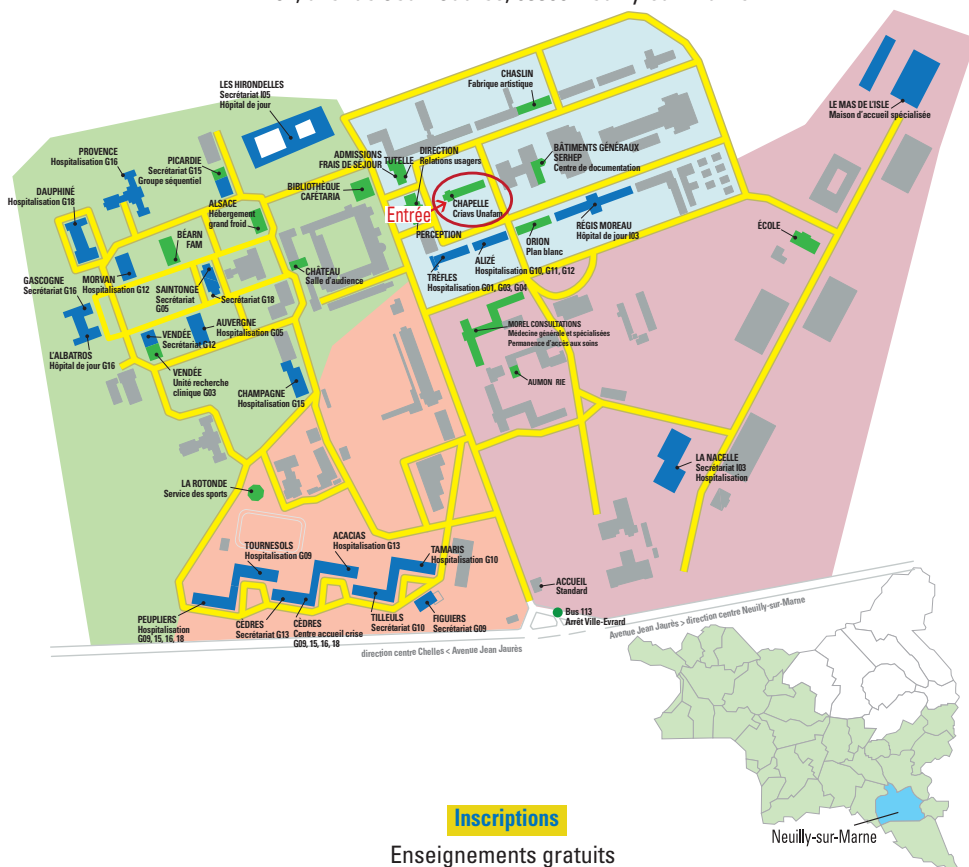 LES HIRONDELLES
Secrétariat I05
Hôpital de jour
CHASLIN
Fabrique artistique
LE MAS DE L'ISLE
Maison d'accueil spécialisée
PROVENCE
Hospitalisation G16
PICARDIE
Secrétariat G15
Groupe séquentiel
ADMISSIONS
FRAIS DE SÉJOUR
TUTELLE
DIRECTION
Relations usagers
BÂTIMENTS GÉNÉRAUX
SERHEP
Centre de documentation
DAUPHINÉ
Hospitalisation G18
BIBLIOTHÈQUE
CAFÉTARIA
ALSACE
Hébergement
grand froid
Entrée
CHAPELLE
Criavs Unafam
BÉARN
FAM
PERCEPTION
RÉGIS MOREAU
Hôpital de jour I03
ÉCOLE
ORION
Plan blanc
ALIZÉ
Hospitalisation G10, G11, G12
TRÈFLES
Hospitalisation G01, G03, G04
CHÂTEAU
Salle d'audience
GASCOGNE
Secrétariat G16
MORVAN
Hospitalisation G12
SAINTONGE
Secrétariat
G05
Secrétariat G18
AUVERGNE
Hospitalisation G05
VENDÉE
Secrétariat G12
L'ALBATROS
Hôpital de jour G16
VENDÉE
Unité recherche
clinique G03
CHAMPAGNE
Hospitalisation G15
MOREL CONSULTATIONS
Médecine générale et spécialisées
Permanence d'accès aux soins
AUMON RIE
LA NACELLE
Secrétariat I03
Hospitalisation
LA ROTONDE
Service des sports
TOURNESOLS
Hospitalisation G09
ACACIAS
Hospitalisation G13
TAMARIS
Hospitalisation G10
ACCUEIL
Standard
PEUPLIERS
Hospitalisation
G09, 15, 16, 18
CÈDRES
Secrétariat G13
CÈDRES
Centre accueil crise
G09, 15, 16, 18
TILLEULS
Secrétariat G10
FIGUIERS
Secrétariat G09
Bus 113
Arrêt Ville-Evrard
Avenue Jean Jaurès > direction centre Neuilly-sur-Marne
direction centre Chelles < Avenue Jean Jaurès
Neuilly-sur-Marne
Inscriptions
Enseignements gratuits